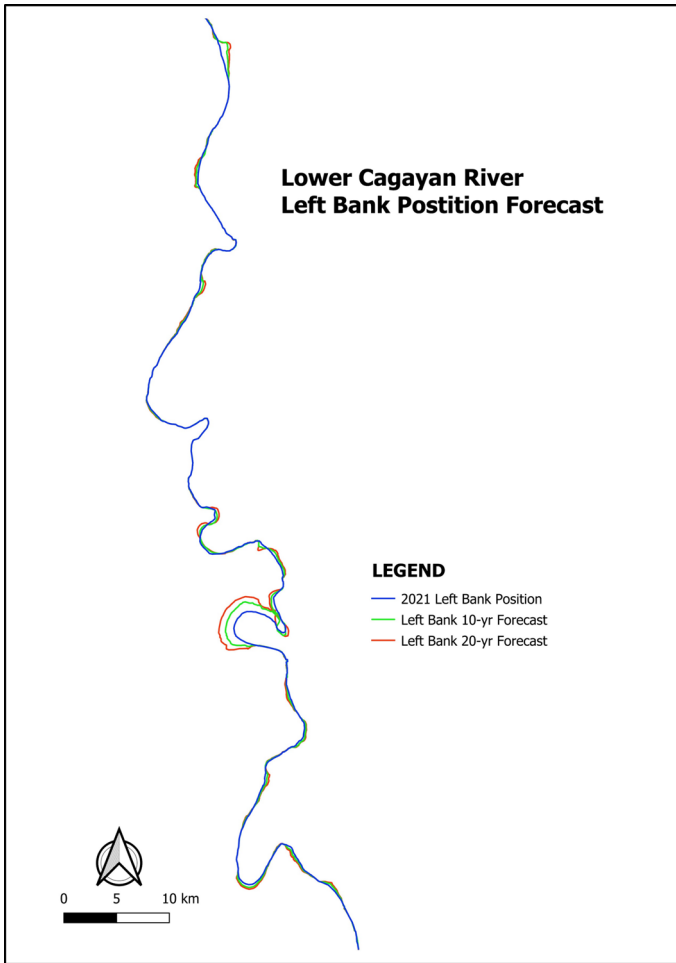 Lower Cagayan River
Left Bank Postition Forecast
LEGEND
2021 Left Bank Position
Left Bank 10-yr Forecast
Left Bank 20-yr Forecast
0 5 10 km